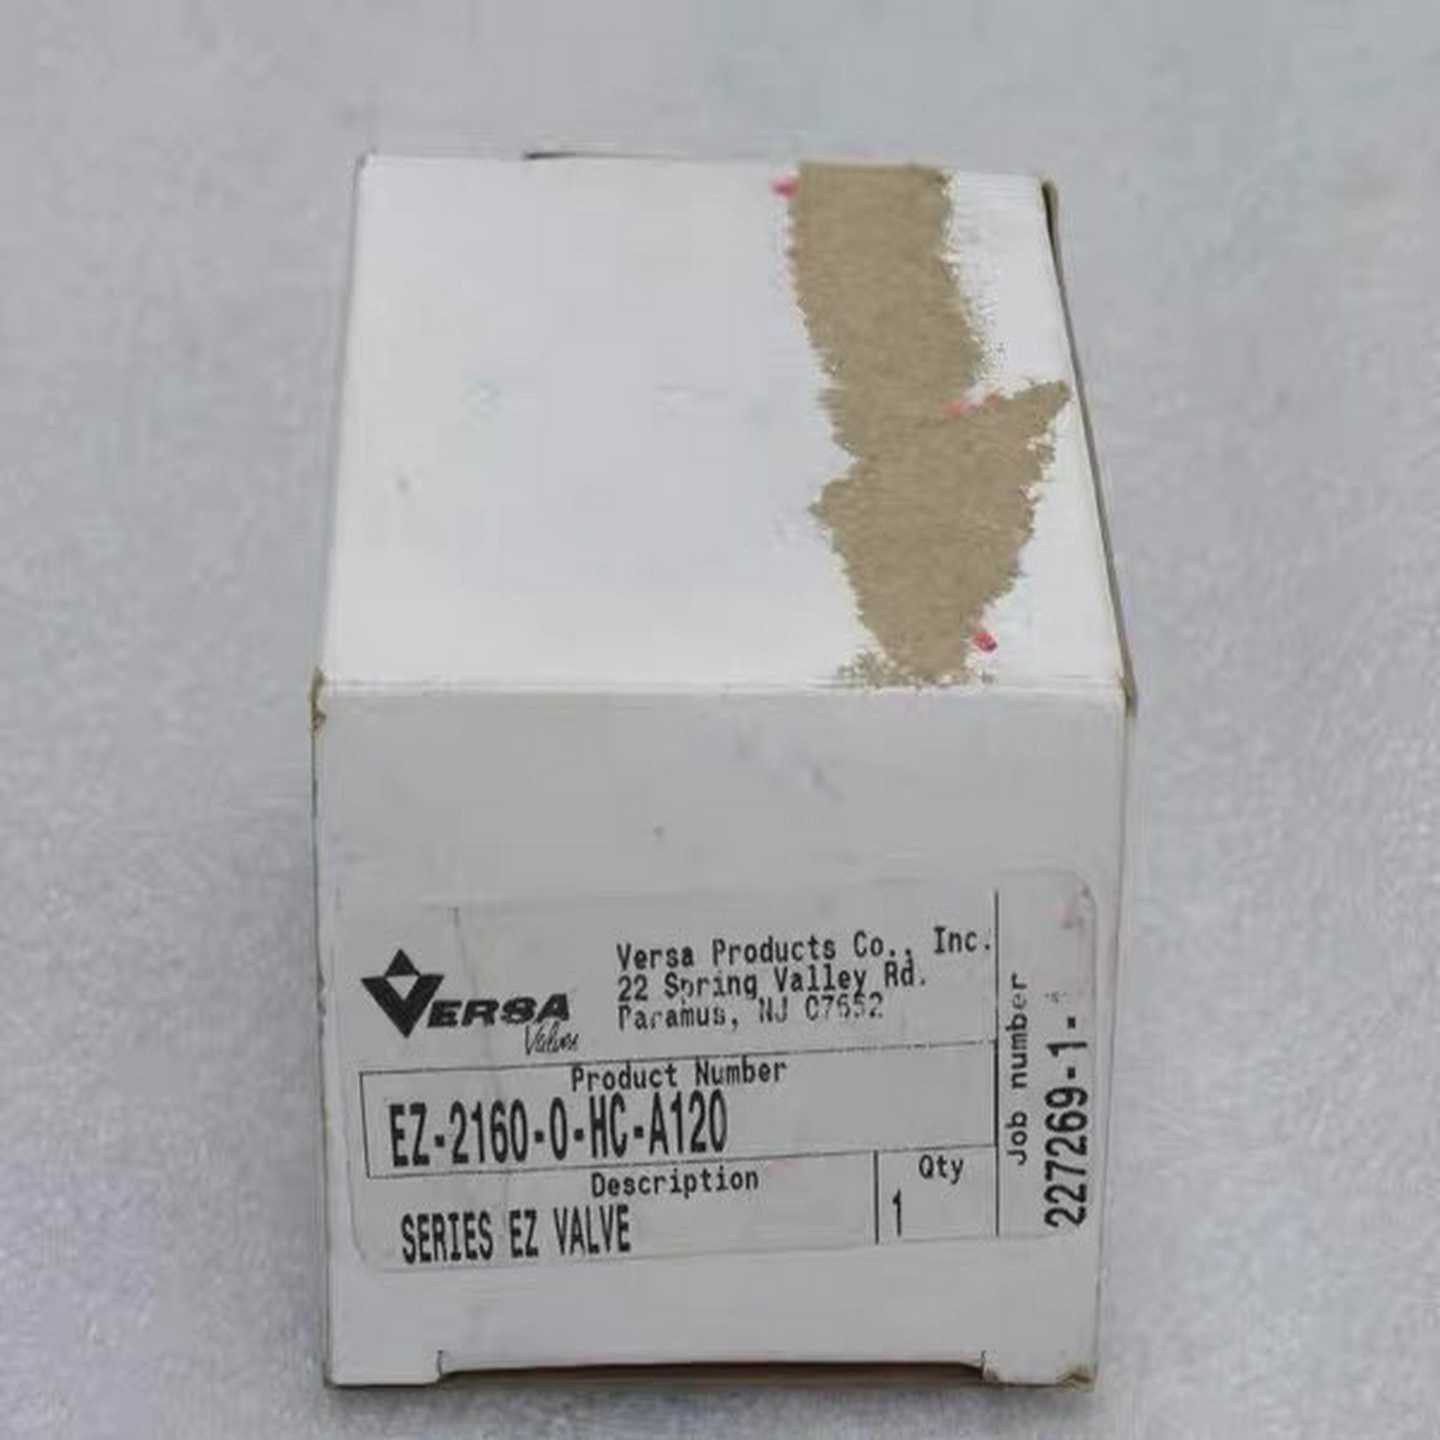 VERSA
Valves
Versa Products Co., Inc.
22 Spring Valley Rd.
Paramus, NJ 07652
Product Number
EZ-2160-0-HC-A120
Description
SERIES EZ VALVE
Qty
1
Job number
227269-1-